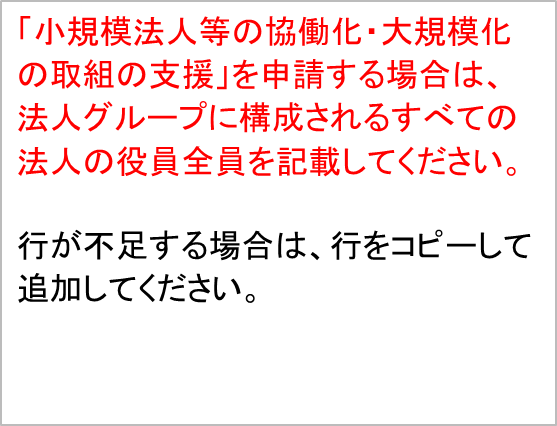 「小規模法人等の協働化・大規模化
の取組の支援」を申請する場合は、
法人グループに構成されるすべての
法人の役員全員を記載してください。
行が不足する場合は、行をコピーして
追加してください。